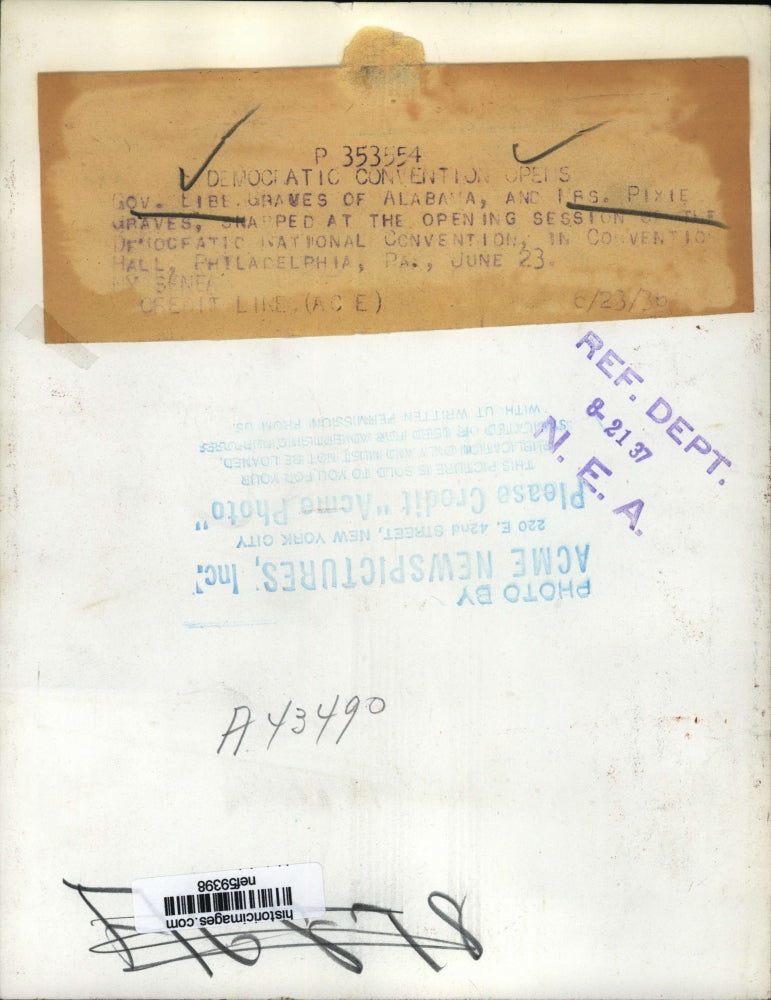 P 353554
DEMOCRATIC CONVENTION OPENS
GOV. BIBB GRAVES OF ALABAMA, AND MRS. PIXIE
GRAVES, SNAPPED AT THE OPENING SESSION OF THE
DEMOCRATIC NATIONAL CONVENTION, IN CONVENTION
HALL, PHILADELPHIA, PA., JUNE 23.
CREDIT LINE (ACME) 6/23/36
REF. DEPT.
8-21 37
N. E. A.
PHOTO BY
ACME NEWSPICTURES, Inc.
220 E. 42nd STREET, NEW YORK CITY
Please Credit "Acme Photo"
THIS PICTURE IS SOLD TO YOU FOR YOUR
PUBLICATION ONLY AND MUST NOT BE LOANED,
SYNDICATED OR USED FOR ADVERTISING PURPOSES
WITHOUT WRITTEN PERMISSION FROM US.
A 43490
historicimages.com
nef59398